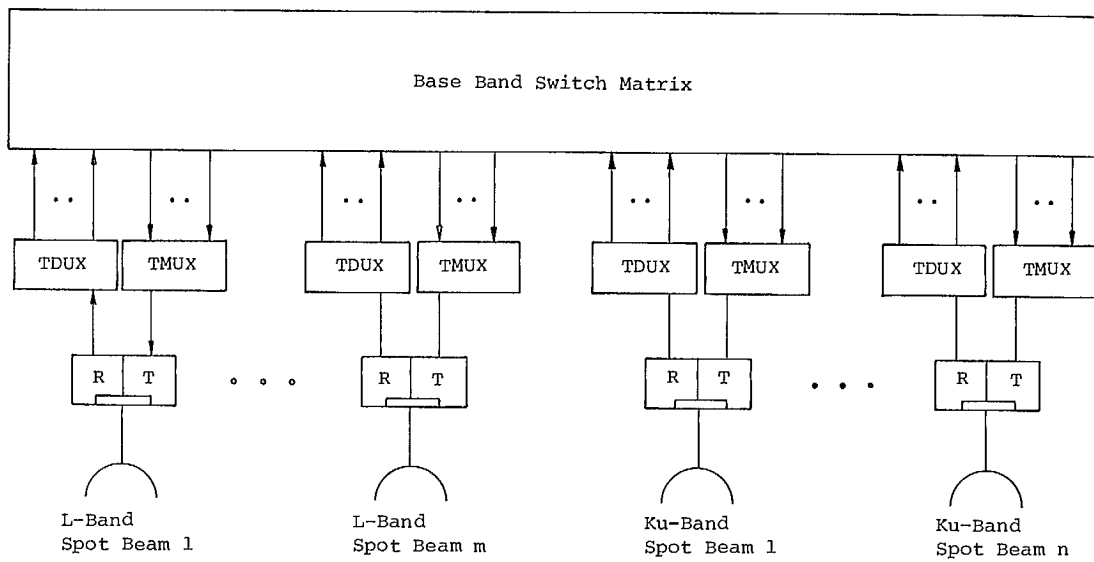 Base Band Switch Matrix
TDUX TMUX TDUX TMUX TDUX TMUX TDUX TMUX
R T R T R T R T
L-Band
Spot Beam 1
L-Band
Spot Beam m
Ku-Band
Spot Beam 1
Ku-Band
Spot Beam n